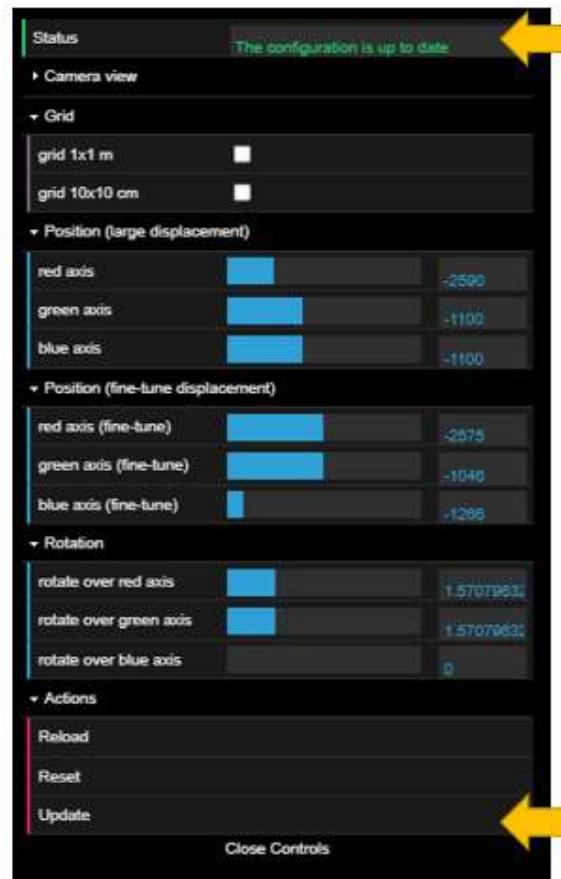 Status The configuration is up to date
Camera view
Grid
grid 1x1 m
grid 10x10 cm
Position (large displacement)
red axis -2590
green axis -1100
blue axis -1100
Position (fine-tune displacement)
red axis (fine-tune) -2575
green axis (fine-tune) -1046
blue axis (fine-tune) -1266
Rotation
rotate over red axis 1.57079632
rotate over green axis 1.57079632
rotate over blue axis 0
Actions
Reload
Reset
Update
Close Controls